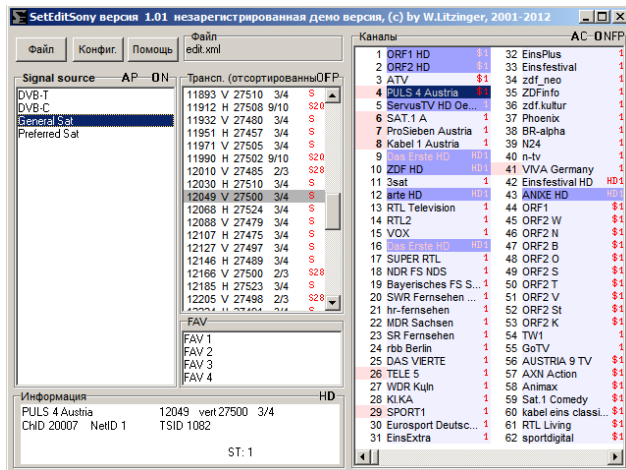 SetEditSony версия 1.01 незарегистрированная демо версия, (c) by W.Litzinger, 2001-2012
Файл
Конфиг.
Помощь
Файл
edit.xml
Signal source AP ON
DVB-T
DVB-C
General Sat
Preferred Sat
Трансп. (отсортированны OFP
11893 V 27510 3/4 S
11912 H 27508 9/10 S20
11932 V 27480 3/4 S
11951 H 27457 3/4 S
11971 V 27505 3/4 S
11990 H 27502 9/10 S20
12010 V 27485 2/3 S28
12030 H 27510 3/4 S
12049 V 27500 3/4 S
12068 H 27524 3/4 S
12088 V 27479 3/4 S
12107 H 27475 3/4 S
12127 V 27497 3/4 S
12146 H 27489 3/4 S
12166 V 27500 2/3 S28
12185 H 27523 3/4 S
12205 V 27498 2/3 S28
FAV
FAV 1
FAV 2
FAV 3
FAV 4
Информация HD
PULS 4 Austria 12049 vert 27500 3/4
ChID 20007 NetID 1 TSID 1082
ST: 1
Каналы AC-ONFP
1 ORF1 HD $1
2 ORF2 HD $1
3 ATV $1
4 PULS 4 Austria $1
5 ServusTV HD Oe... 1
6 SAT.1 A 1
7 ProSieben Austria 1
8 Kabel 1 Austria 1
9 Das Erste HD HD1
10 ZDF HD HD1
11 3sat 1
12 arte HD HD1
13 RTL Television 1
14 RTL2 1
15 VOX 1
16 Das Erste HD HD1
17 SUPER RTL 1
18 NDR FS NDS 1
19 Bayerisches FS S... 1
20 SWR Fernsehen ... 1
21 hr-fernsehen 1
22 MDR Sachsen 1
23 SR Fernsehen 1
24 rbb Berlin 1
25 DAS VIERTE 1
26 TELE 5 1
27 WDR Kцln 1
28 KI.KA 1
29 SPORT1 1
30 Eurosport Deutsc... 1
31 EinsExtra 1
32 EinsPlus 1
33 Einsfestival 1
34 zdf_neo 1
35 ZDFinfo 1
36 zdf.kultur 1
37 Phoenix 1
38 BR-alpha 1
39 N24 1
40 n-tv 1
41 VIVA Germany 1
42 Einsfestival HD HD1
43 ANIXE HD HD1
44 ORF1 $1
45 ORF2 W $1
46 ORF2 N $1
47 ORF2 B $1
48 ORF2 O $1
49 ORF2 S $1
50 ORF2 T $1
51 ORF2 V $1
52 ORF2 St $1
53 ORF2 K $1
54 TW1 1
55 GoTV 1
56 AUSTRIA 9 TV $1
57 AXN Action $1
58 Animax $1
59 Sat.1 Comedy $1
60 kabel eins classi... $1
61 RTL Living $1
62 sportdigital $1